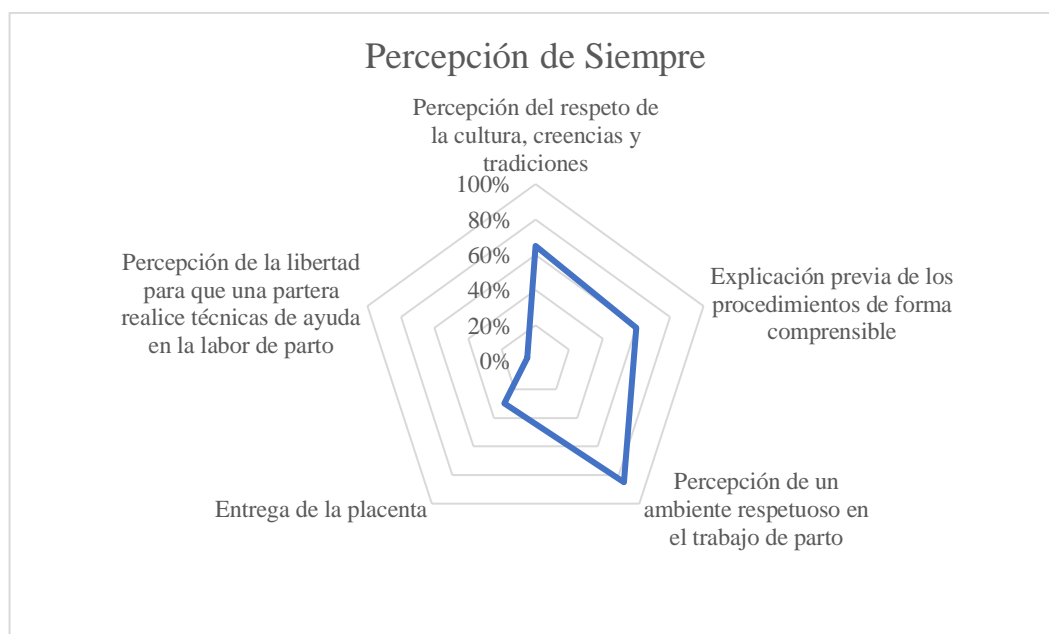 Percepción de Siempre
Percepción del respeto de
la cultura, creencias y
tradiciones
100%
80%
60%
40%
20%
0%
Explicación previa de los
procedimientos de forma
comprensible
Percepción de un
ambiente respetuoso en
el trabajo de parto
Entrega de la placenta
Percepción de la libertad
para que una partera
realice técnicas de ayuda
en la labor de parto